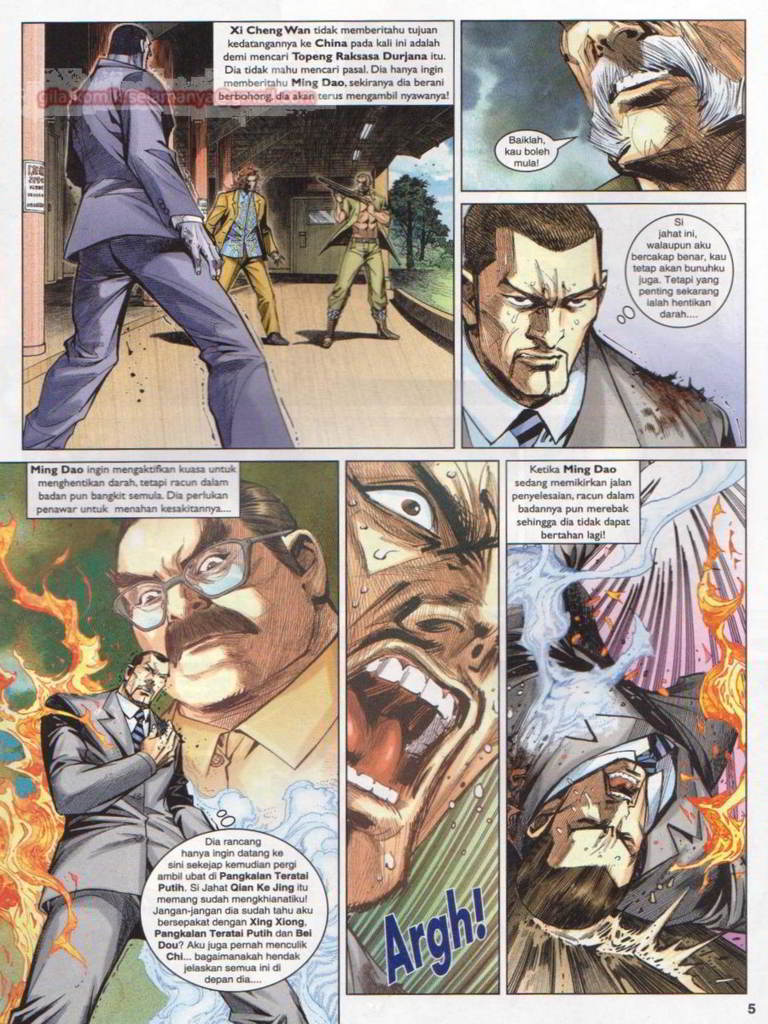 Xi Cheng Wan tidak memberitahu tujuan
kedatangannya ke China pada kali ini adalah
demi mencari Topeng Raksasa Durjana itu.
Dia tidak mahu mencari pasal. Dia hanya ingin
memberitahu Ming Dao, sekiranya dia berani
berbohong, dia akan terus mengambil nyawanya!
Baiklah,
kau boleh
mula!
Si
jahat ini,
walaupun aku
bercakap benar, kau
tetap akan bunuhku
juga. Tetapi yang
penting sekarang
ialah hentikan
darah....
Ming Dao ingin mengaktifkan kuasa untuk
menghentikan darah, tetapi racun dalam
badan pun bangkit semula. Dia perlukan
penawar untuk menahan kesakitannya....
Dia rancang
hanya ingin datang ke
sini sekejap kemudian pergi
ambil ubat di Pangkalan Teratai
Putih. Si Jahat Qian Ke Jing itu
memang sudah mengkhianatiku!
Jangan-jangan dia sudah tahu aku
bersepakat dengan Xing Xiong,
Pangkalan Teratai Putih dan Bei
Dou? Aku juga pernah menculik
Chi... bagaimanakah hendak
jelaskan semua ini di
depan dia....
Argh!
Ketika Ming Dao
sedang memikirkan jalan
penyelesaian, racun dalam
badannya pun merebak
sehingga dia tidak dapat
bertahan lagi!
5